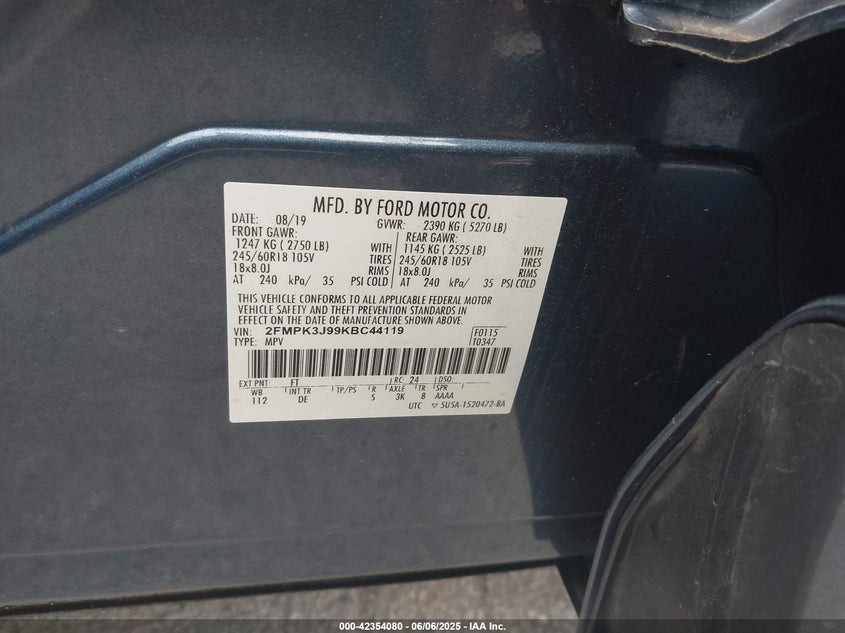 MFD. BY FORD MOTOR CO.
DATE: 08/19 GVWR: 2390 KG ( 5270 LB)
FRONT GAWR: REAR GAWR:
1247 KG ( 2750 LB) WITH 1145 KG ( 2525 LB) WITH
245/60R18 105V TIRES 245/60R18 105V TIRES
18x8.0J RIMS 18x8.0J RIMS
AT 240 kPa/ 35 PSI COLD AT 240 kPa/ 35 PSI COLD
THIS VEHICLE CONFORMS TO ALL APPLICABLE FEDERAL MOTOR
VEHICLE SAFETY AND THEFT PREVENTION STANDARDS IN
EFFECT ON THE DATE OF MANUFACTURE SHOWN ABOVE.
VIN: 2FMPK3J99KBC44119 F0115
TYPE: MPV T0347
EXT PNT: FT RC: 24 DSO:
WB INT TR TP/PS R AXLE TR SPR
112 DE S 3K 8 AAAA
UTC ▽ 5U5A-1520472-BA
000-42354080 - 06/06/2025 - IAA Inc.